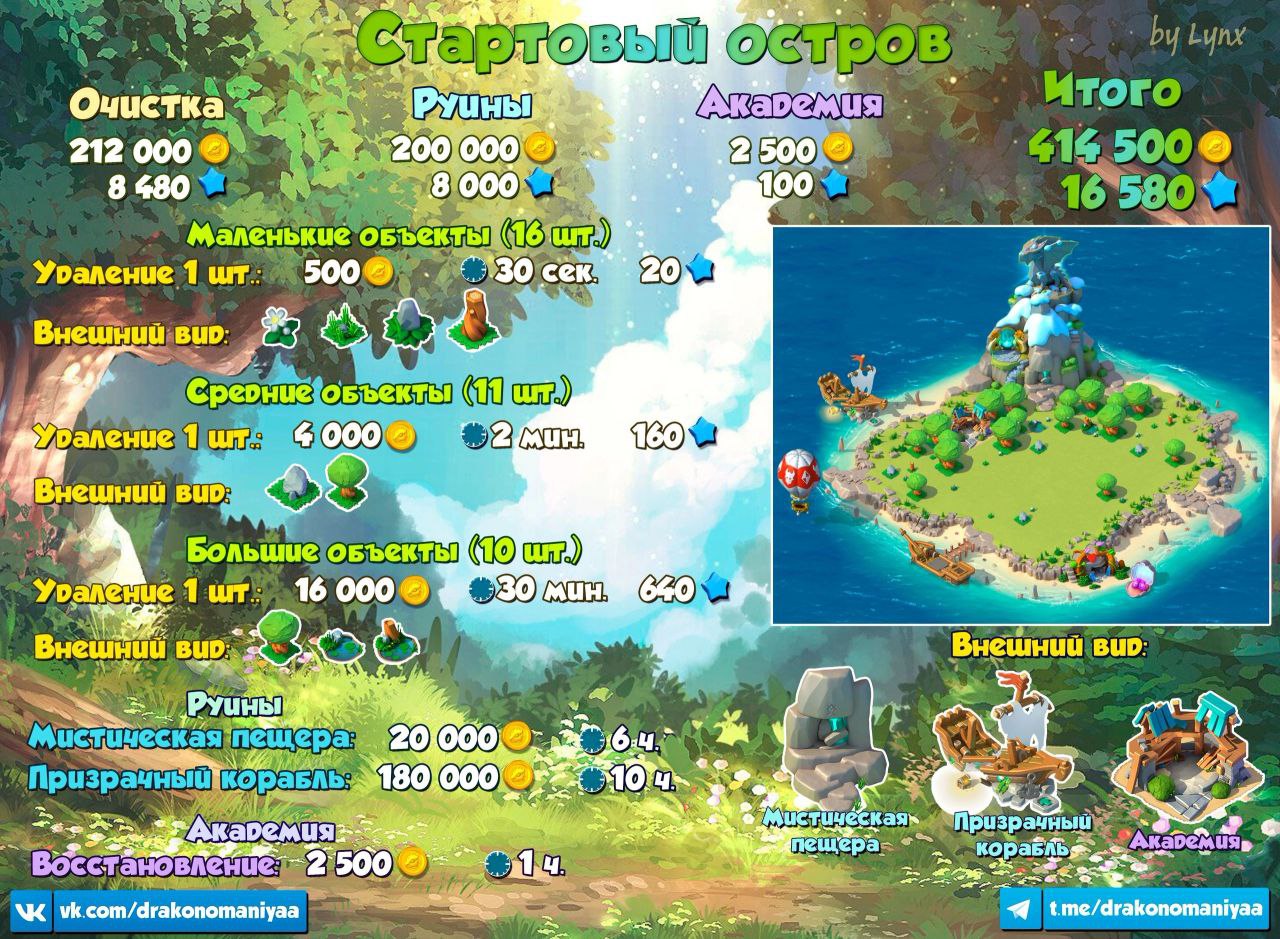 Стартовый остров
by Lynx
Очистка
212 000
8 480
Руины
200 000
8 000
Академия
2 500
100
Итого
414 500
16 580
Маленькие объекты (16 шт.)
Удаление 1 шт.: 500 30 сек. 20
Внешний вид:
Средние объекты (11 шт.)
Удаление 1 шт.: 4 000 2 мин. 160
Внешний вид:
Большие объекты (10 шт.)
Удаление 1 шт.: 16 000 30 мин. 640
Внешний вид:
Руины
Мистическая пещера: 20 000 6 ч.
Призрачный корабль: 180 000 10 ч.
Академия
Восстановление: 2 500 1 ч.
Внешний вид:
Мистическая
пещера
Призрачный
корабль
Академия
vk.com/drakonomaniyaa
t.me/drakonomaniyaa